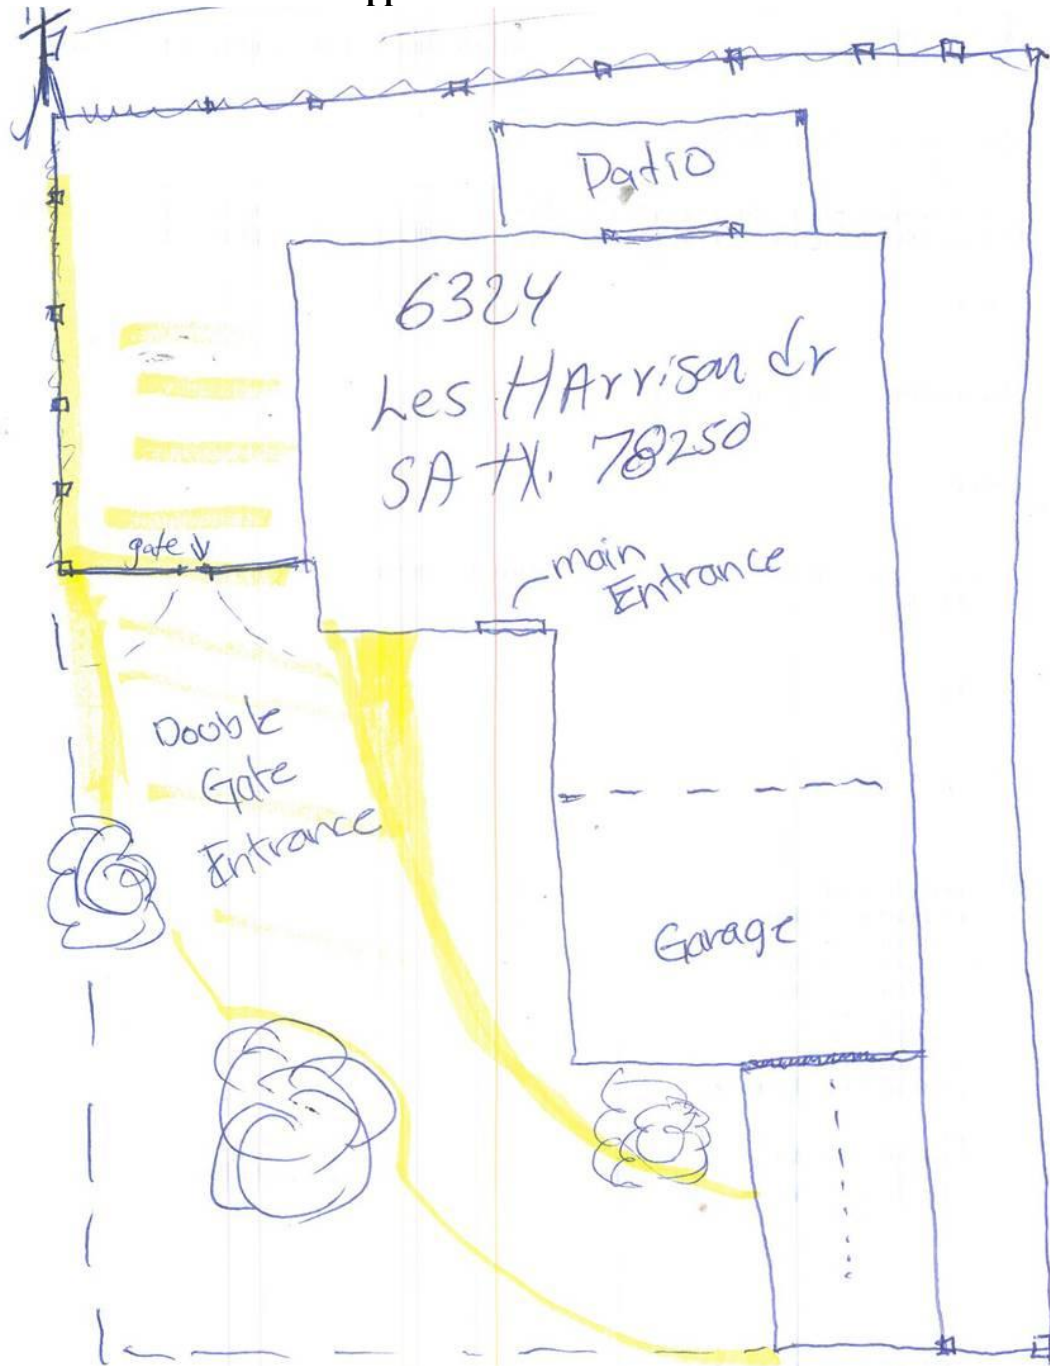 Patio
6324
Les HArrison dr
SA TX. 78250
gate
main
Entrance
Double
Gate
Entrance
Garage